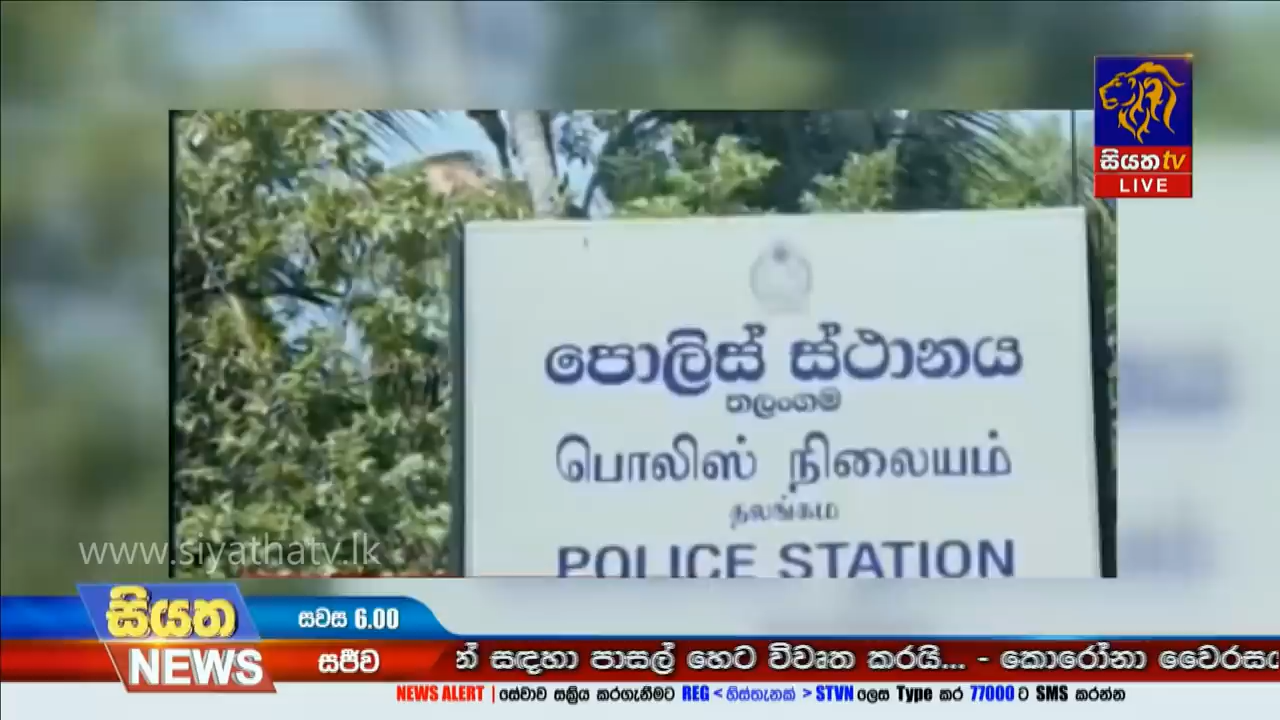 සියත tv
LIVE
පොලිස් ස්ථානය
තලංගම
பொலிஸ் நிலையம்
தலங்கம
POLICE STATION
www.siyathatv.lk
සියත
NEWS
සවස 6.00
සජීව
න් සඳහා පාසල් හෙට විවෘත කරයි... - කොරෝනා වෛරස
NEWS ALERT | සේවාව සක්‍රිය කරගැනීමට REG < හිස්තැනක් > STVN ලෙස Type කර 77000 ට SMS කරන්න